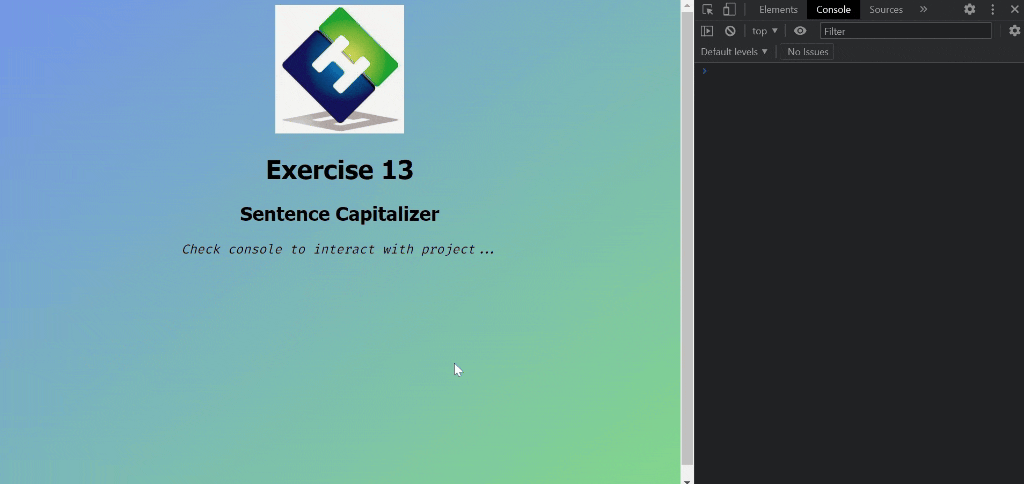 H
Exercise 13
Sentence Capitalizer
Check console to interact with project...
Elements Console Sources »
top ▼ Filter
Default levels ▼ No Issues
›